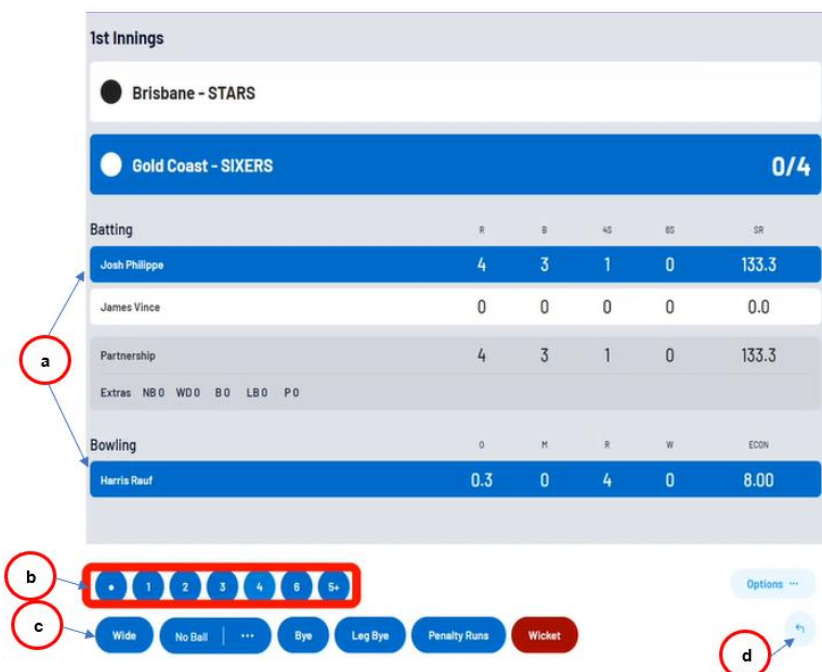 1st Innings
Brisbane - STARS
Gold Coast - SIXERS 0/4
Batting R B 4S 6S SR
Josh Philippe 4 3 1 0 133.3
James Vince 0 0 0 0 0.0
a
Partnership 4 3 1 0 133.3
Extras NB 0 WD 0 B 0 LB 0 P 0
Bowling O M R W ECON
Harris Rauf 0.3 0 4 0 8.00
b • 1 2 3 4 6 5+ Options ···
c Wide No Ball ··· Bye Leg Bye Penalty Runs Wicket
d